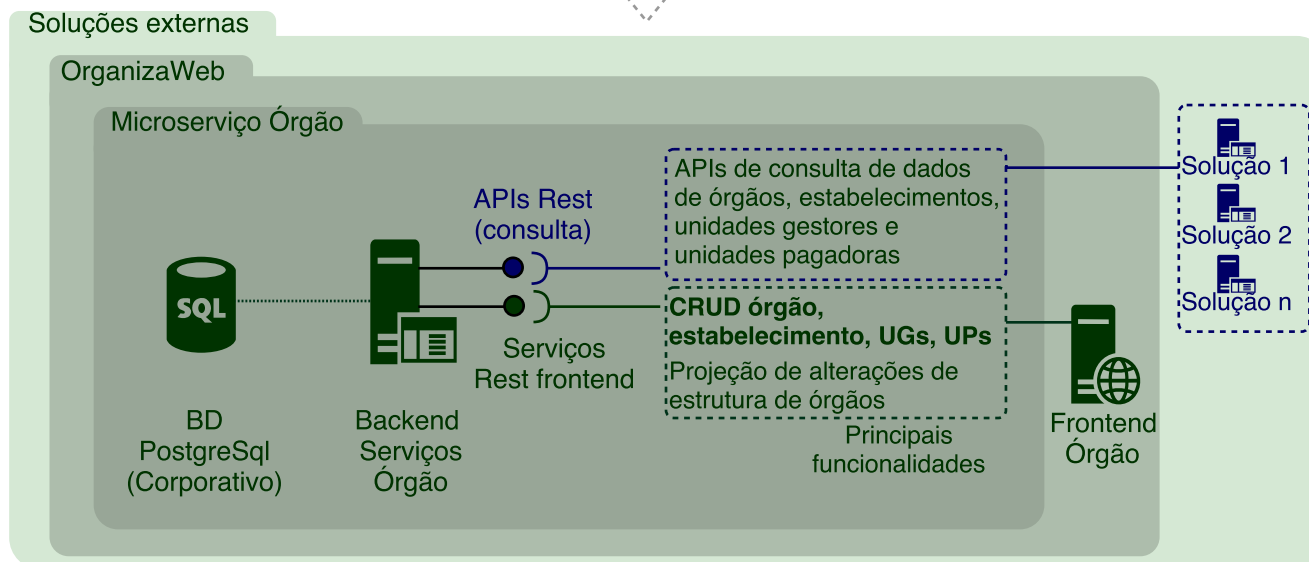 Soluções externas
OrganizaWeb
Microserviço Órgão
APIs Rest
(consulta)
APIs de consulta de dados
de órgãos, estabelecimentos,
unidades gestores e
unidades pagadoras
Solução 1
Solução 2
Solução n
SQL
CRUD órgão,
estabelecimento, UGs, UPs
Projeção de alterações de
estrutura de órgãos
Serviços
Rest frontend
BD
PostgreSql
(Corporativo)
Backend
Serviços
Órgão
Principais
funcionalidades
Frontend
Órgão